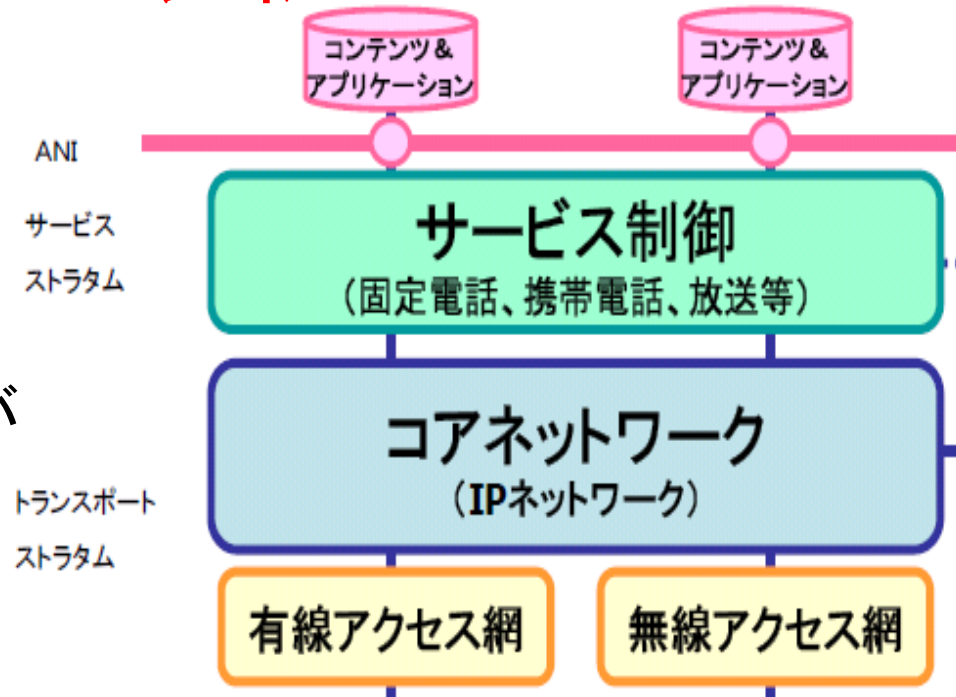 コンテンツ&
アプリケーション
コンテンツ&
アプリケーション
ANI
サービス
ストラタム
サービス制御
（固定電話、携帯電話、放送等）
が
コアネットワーク
（IPネットワーク）
トランスポート
ストラタム
有線アクセス網
無線アクセス網